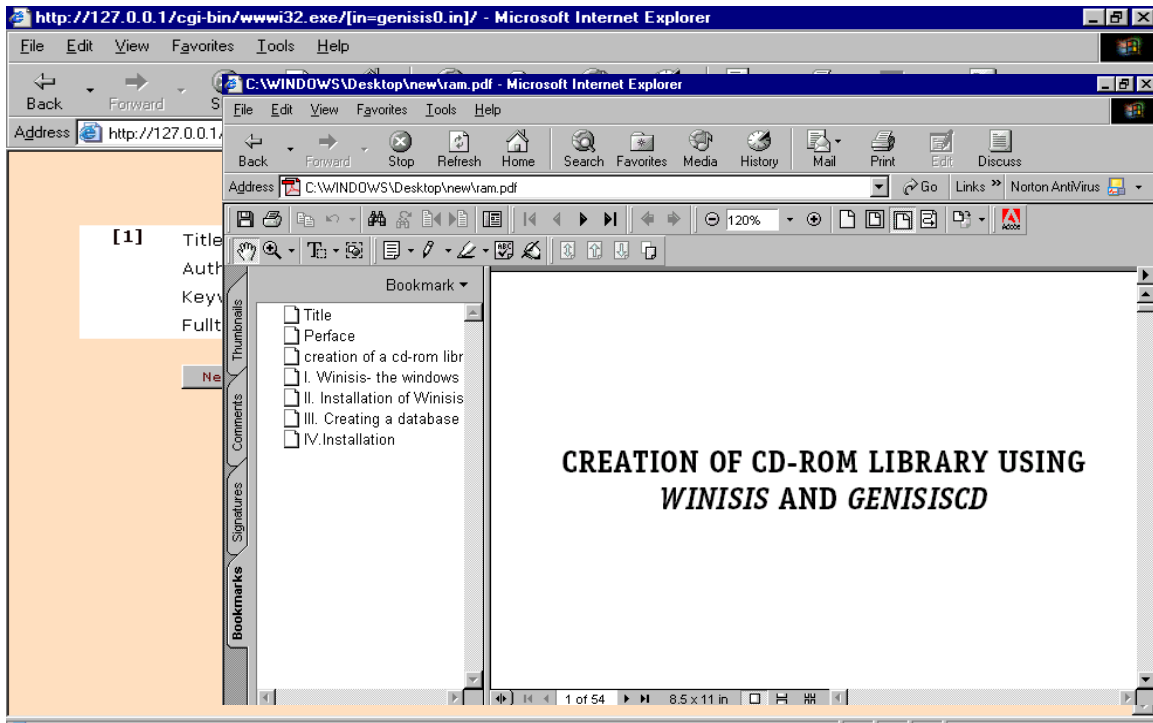 http://127.0.0.1/cgi-bin/wwwi32.exe/[in=genisis0.in]/ - Microsoft Internet Explorer
File Edit View Favorites Tools Help
Back Forward S
Address http://127.0.0.1/
[1] Title
Auth
Keyw
Fullt
Ne
C:\WINDOWS\Desktop\new\ram.pdf - Microsoft Internet Explorer
File Edit View Favorites Tools Help
Back Forward Stop Refresh Home Search Favorites Media History Mail Print Edit Discuss
Address C:\WINDOWS\Desktop\new\ram.pdf Go Links » Norton AntiVirus
120% Adobe
Bookmark
Thumbnails
Comments
Signatures
Bookmarks
Title
Perface
creation of a cd-rom libr
I. Winisis- the windows
II. Installation of Winisis
III. Creating a database
IV.Installation
CREATION OF CD-ROM LIBRARY USING
WINISIS AND GENISISCD
1 of 54 8.5 x 11 in